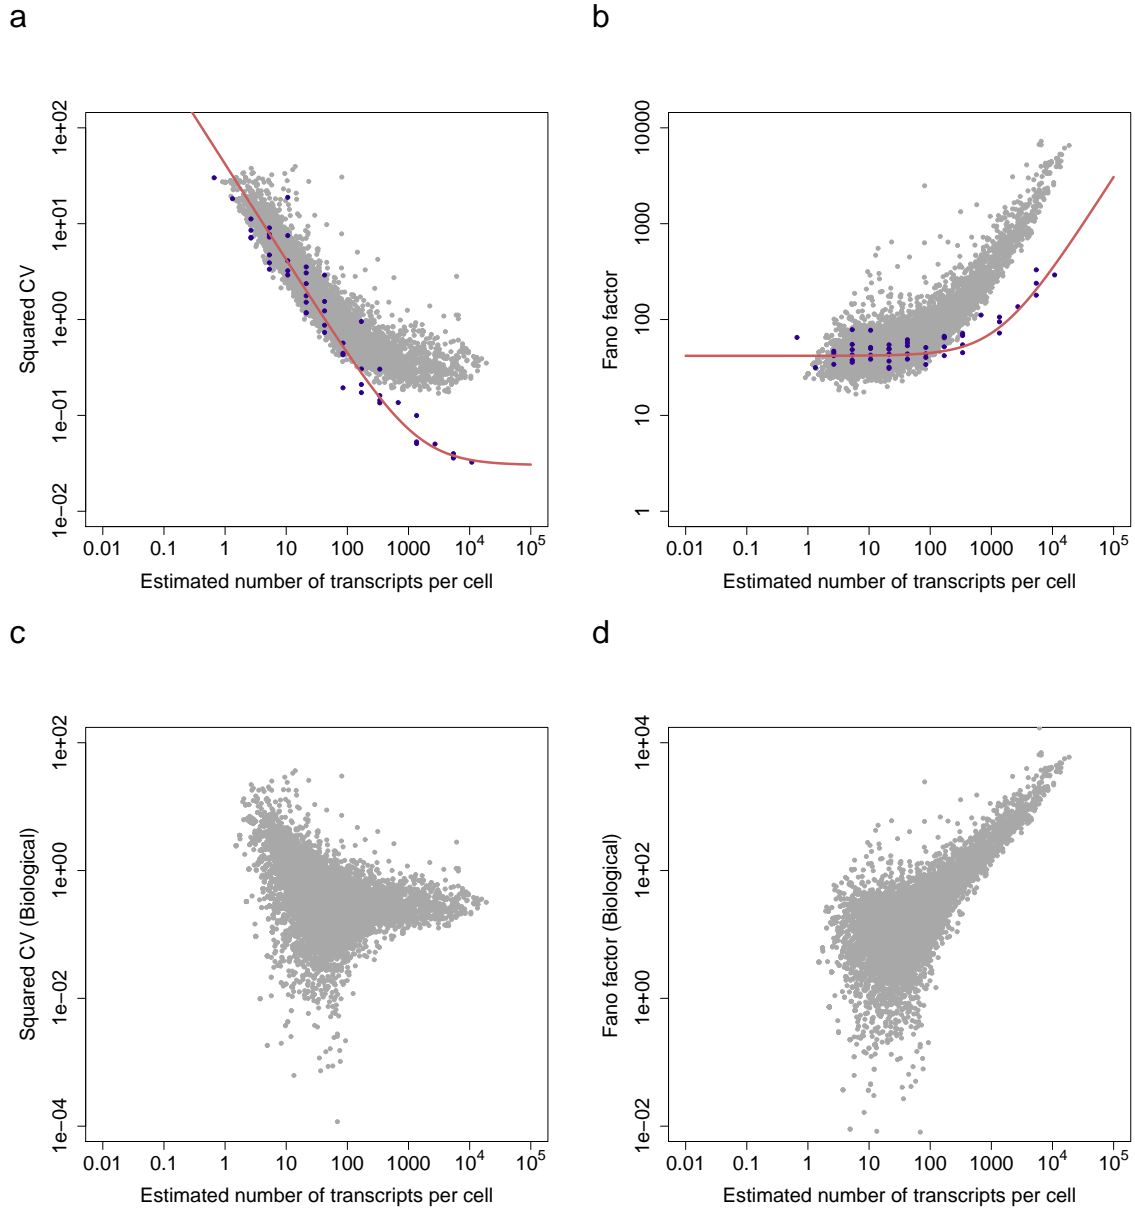 a
Squared CV
1e+02
1e+01
1e+00
1e-01
1e-02
0.01 0.1 1 10 100 1000 10^4 10^5
Estimated number of transcripts per cell
b
Fano factor
10000
1000
100
10
1
0.01 0.1 1 10 100 1000 10^4 10^5
Estimated number of transcripts per cell
c
Squared CV (Biological)
1e+02
1e+00
1e-02
1e-04
0.01 0.1 1 10 100 1000 10^4 10^5
Estimated number of transcripts per cell
d
Fano factor (Biological)
1e+04
1e+02
1e+00
1e-02
0.01 0.1 1 10 100 1000 10^4 10^5
Estimated number of transcripts per cell